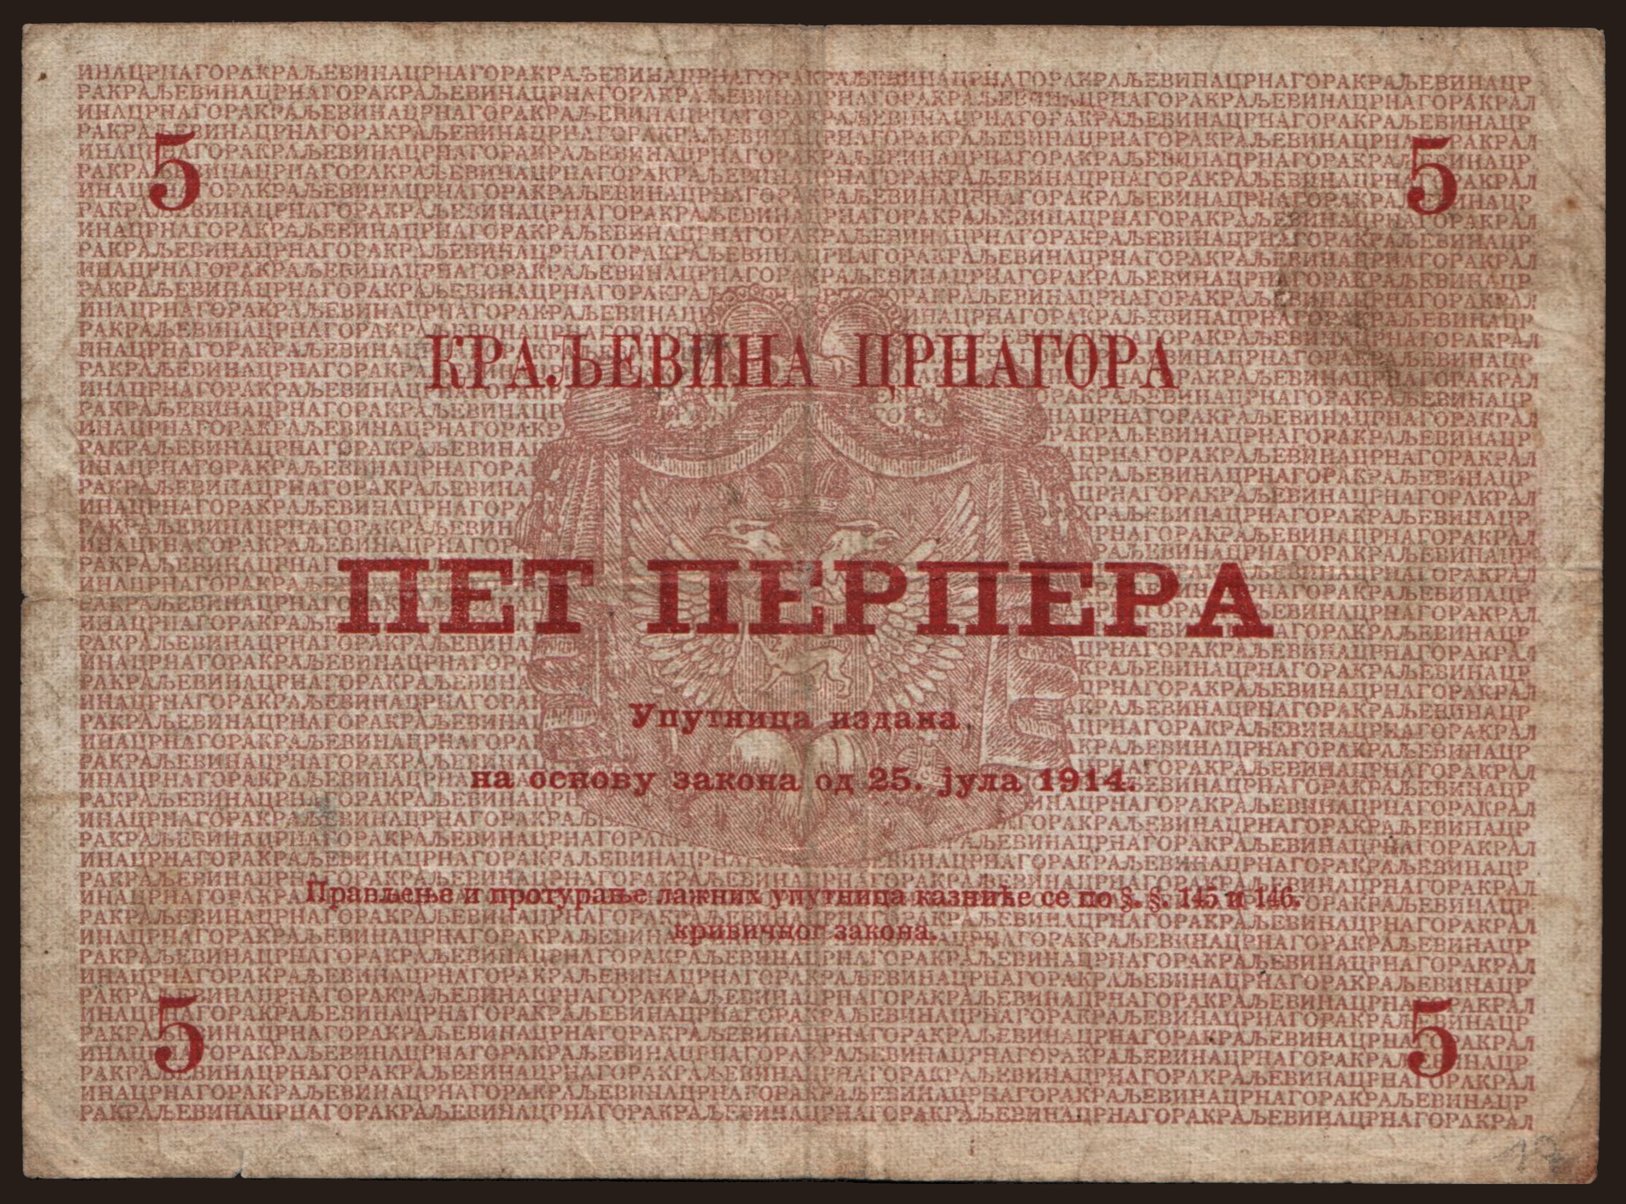 5 5
КРАЉЕВИНА ЦРНАГОРА
ПЕТ ПЕРПЕРА
Упутница издана
на основу закона од 25. јула 1914.
Прављење и протурање лажних упутница казниће се по §. §. 145 и 146.
кривичног закона.
5 5